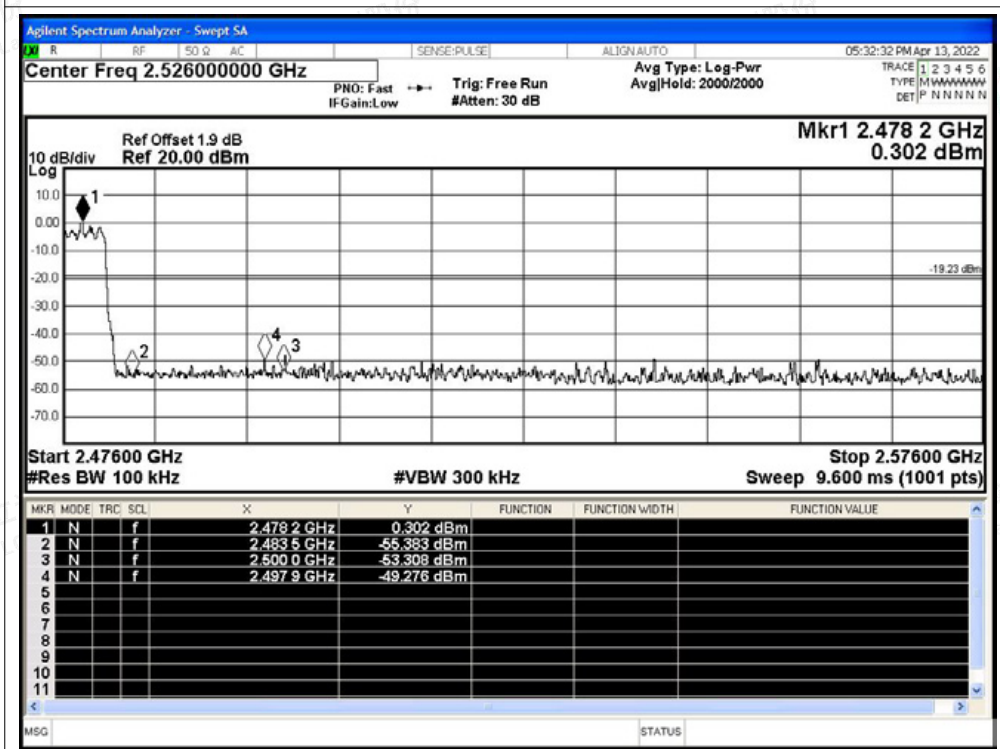 Agilent Spectrum Analyzer - Swept SA
R RF 50 Ω AC SENSE:PULSE ALIGN AUTO 05:32:32 PM Apr 13, 2022
Center Freq 2.526000000 GHz
PNO: Fast Trig: Free Run Avg Type: Log-Pwr TRACE 1 2 3 4 5 6
IFGain:Low #Atten: 30 dB Avg|Hold: 2000/2000 TYPE M
DET P N N N N N
Mkr1 2.478 2 GHz
0.302 dBm
Ref Offset 1.9 dB
10 dB/div Ref 20.00 dBm
Log
10.0
1
0.00
-10.0
-20.0
-19.23 dBm
-30.0
-40.0
4
3
2
-50.0
-60.0
-70.0
Start 2.47600 GHz Stop 2.57600 GHz
#Res BW 100 kHz #VBW 300 kHz Sweep 9.600 ms (1001 pts)
MKR MODE TRC SCL X Y FUNCTION FUNCTION WIDTH FUNCTION VALUE
1 N f 2.478 2 GHz 0.302 dBm
2 N f 2.483 5 GHz -55.383 dBm
3 N f 2.500 0 GHz -53.308 dBm
4 N f 2.497 9 GHz -49.276 dBm
5
6
7
8
9
10
11
MSG STATUS